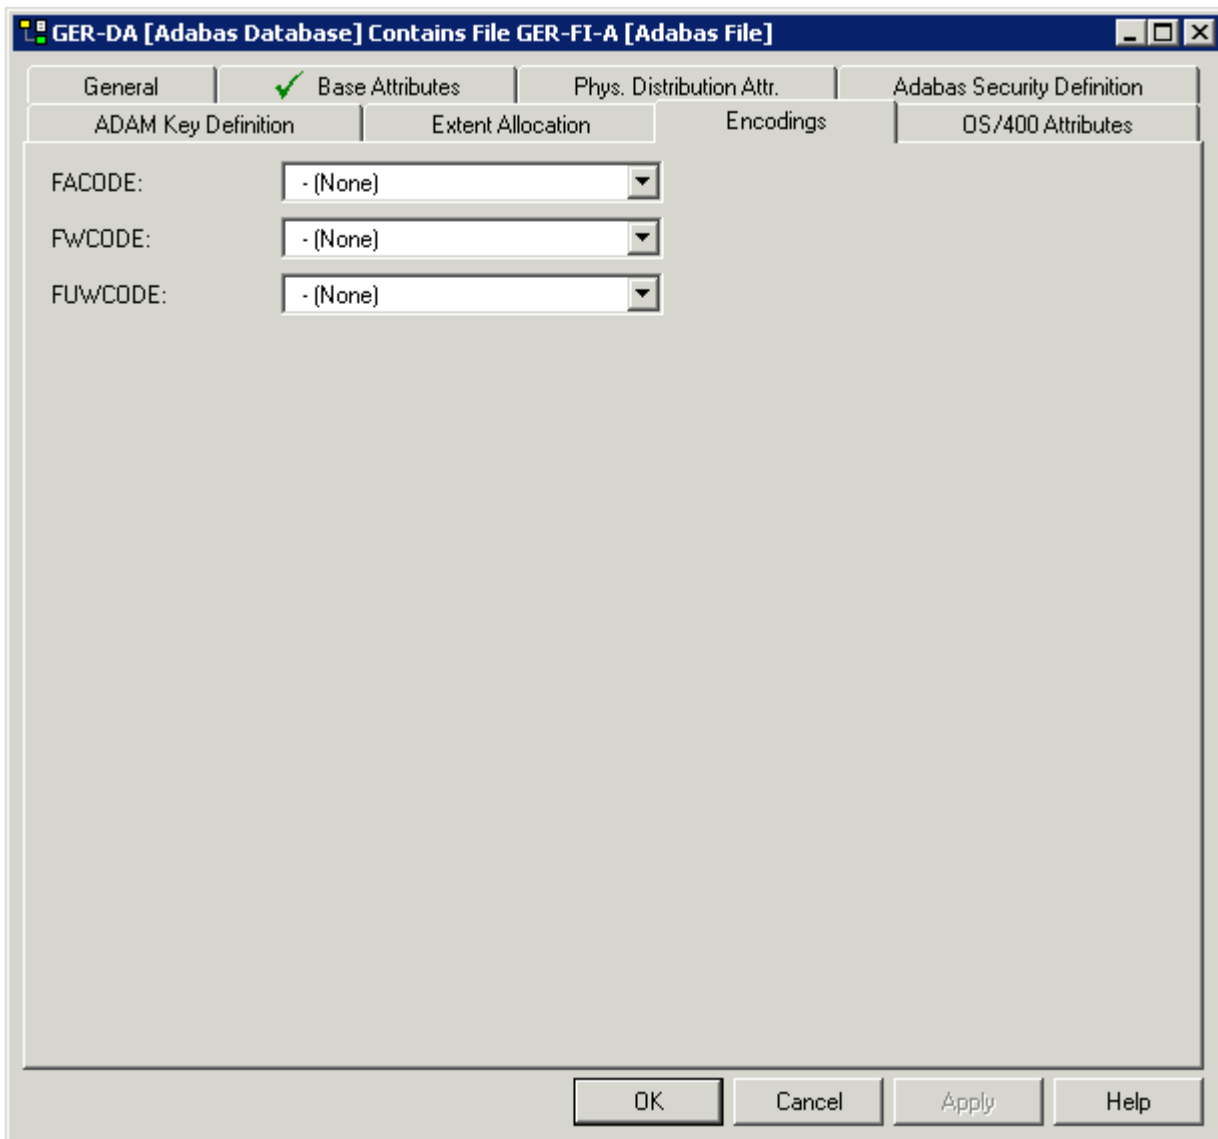 GER-DA [Adabas Database] Contains File GER-FI-A [Adabas File]
General Base Attributes Phys. Distribution Attr. Adabas Security Definition
ADAM Key Definition Extent Allocation Encodings OS/400 Attributes
FACODE: - (None)
FWCODE: - (None)
FUWCODE: - (None)
OK Cancel Apply Help